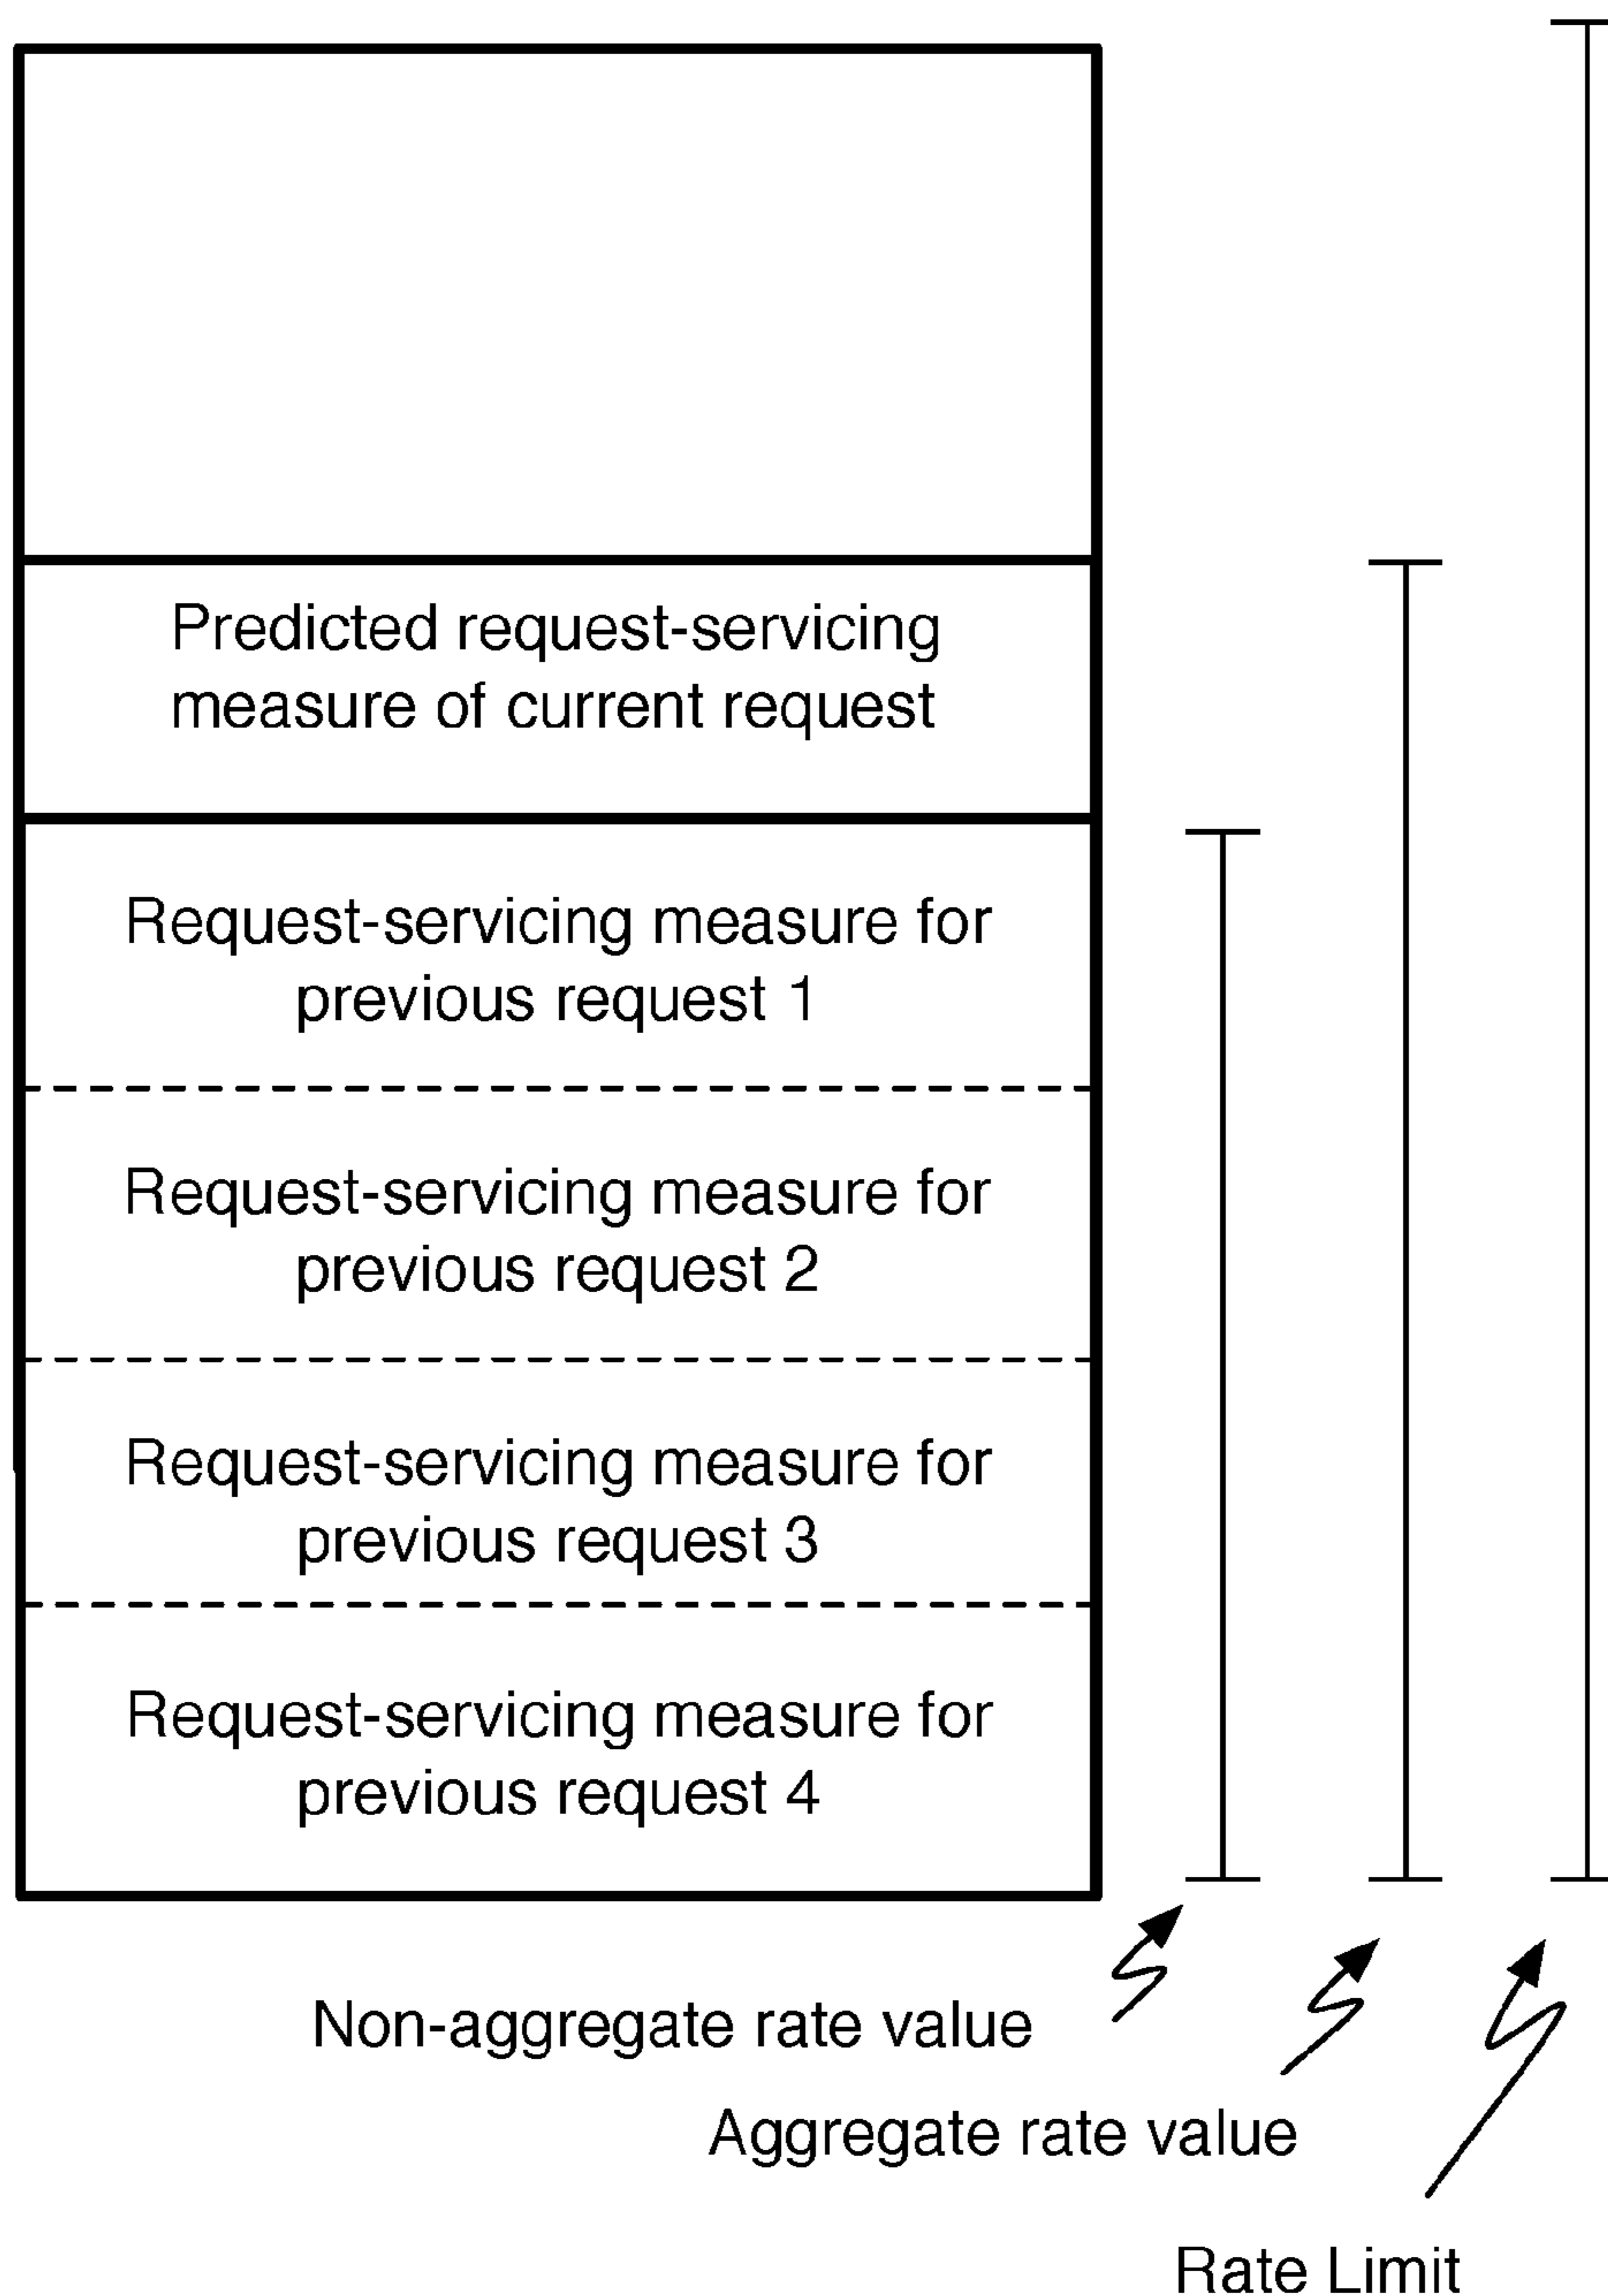 Predicted request-servicing
measure of current request
Request-servicing measure for
previous request 1
Request-servicing measure for
previous request 2
Request-servicing measure for
previous request 3
Request-servicing measure for
previous request 4
Non-aggregate rate value
Aggregate rate value
Rate Limit